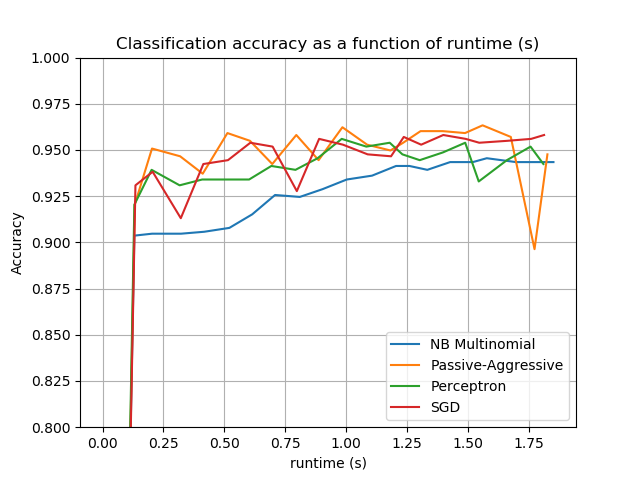 Classification accuracy as a function of runtime (s)
1.000
0.975
0.950
0.925
0.900
0.875
0.850
0.825
0.800
Accuracy
NB Multinomial
Passive-Aggressive
Perceptron
SGD
0.00 0.25 0.50 0.75 1.00 1.25 1.50 1.75
runtime (s)